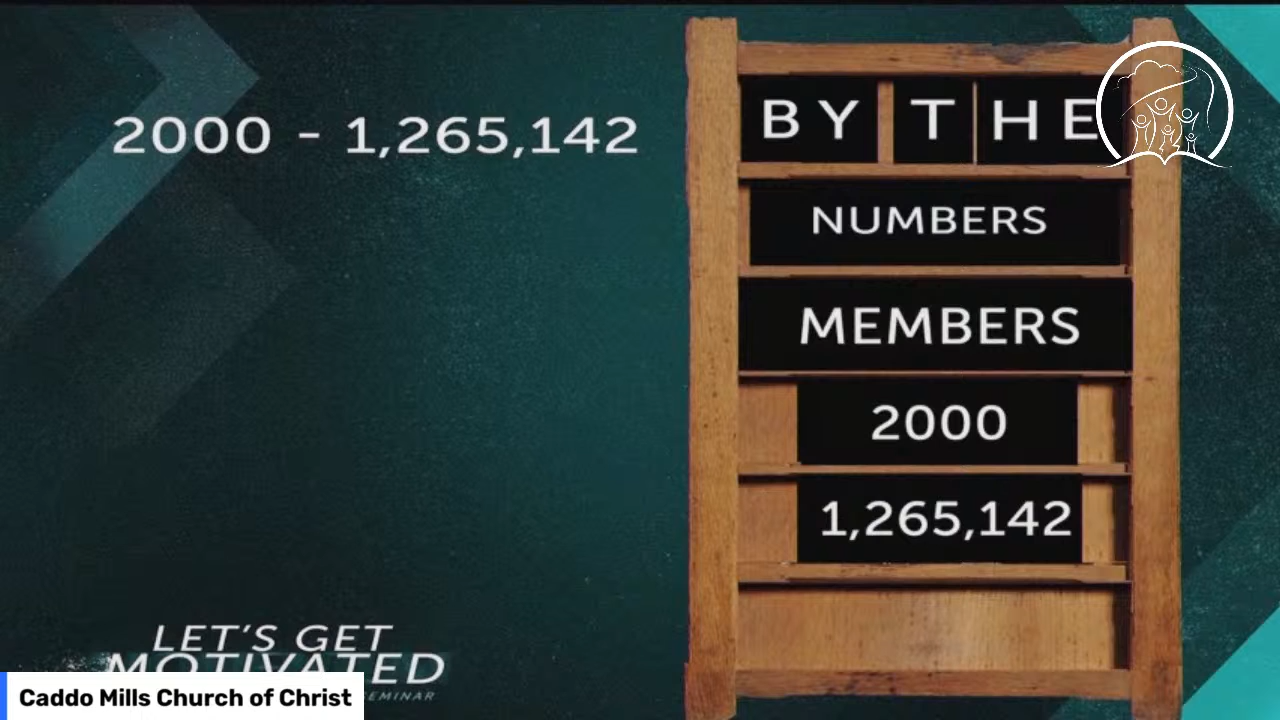 2000 - 1,265,142
BY THE
NUMBERS
MEMBERS
2000
1,265,142
LET'S GET
MOTIVATED
SEMINAR
Caddo Mills Church of Christ